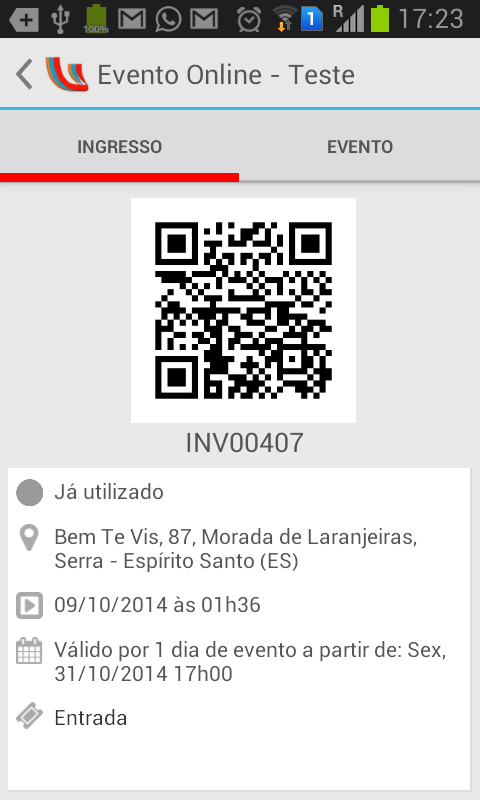 100%
1
R
17:23
Evento Online - Teste
INGRESSO
EVENTO
INV00407
Já utilizado
Bem Te Vis, 87, Morada de Laranjeiras,
Serra - Espírito Santo (ES)
09/10/2014 às 01h36
Válido por 1 dia de evento a partir de: Sex,
31/10/2014 17h00
Entrada